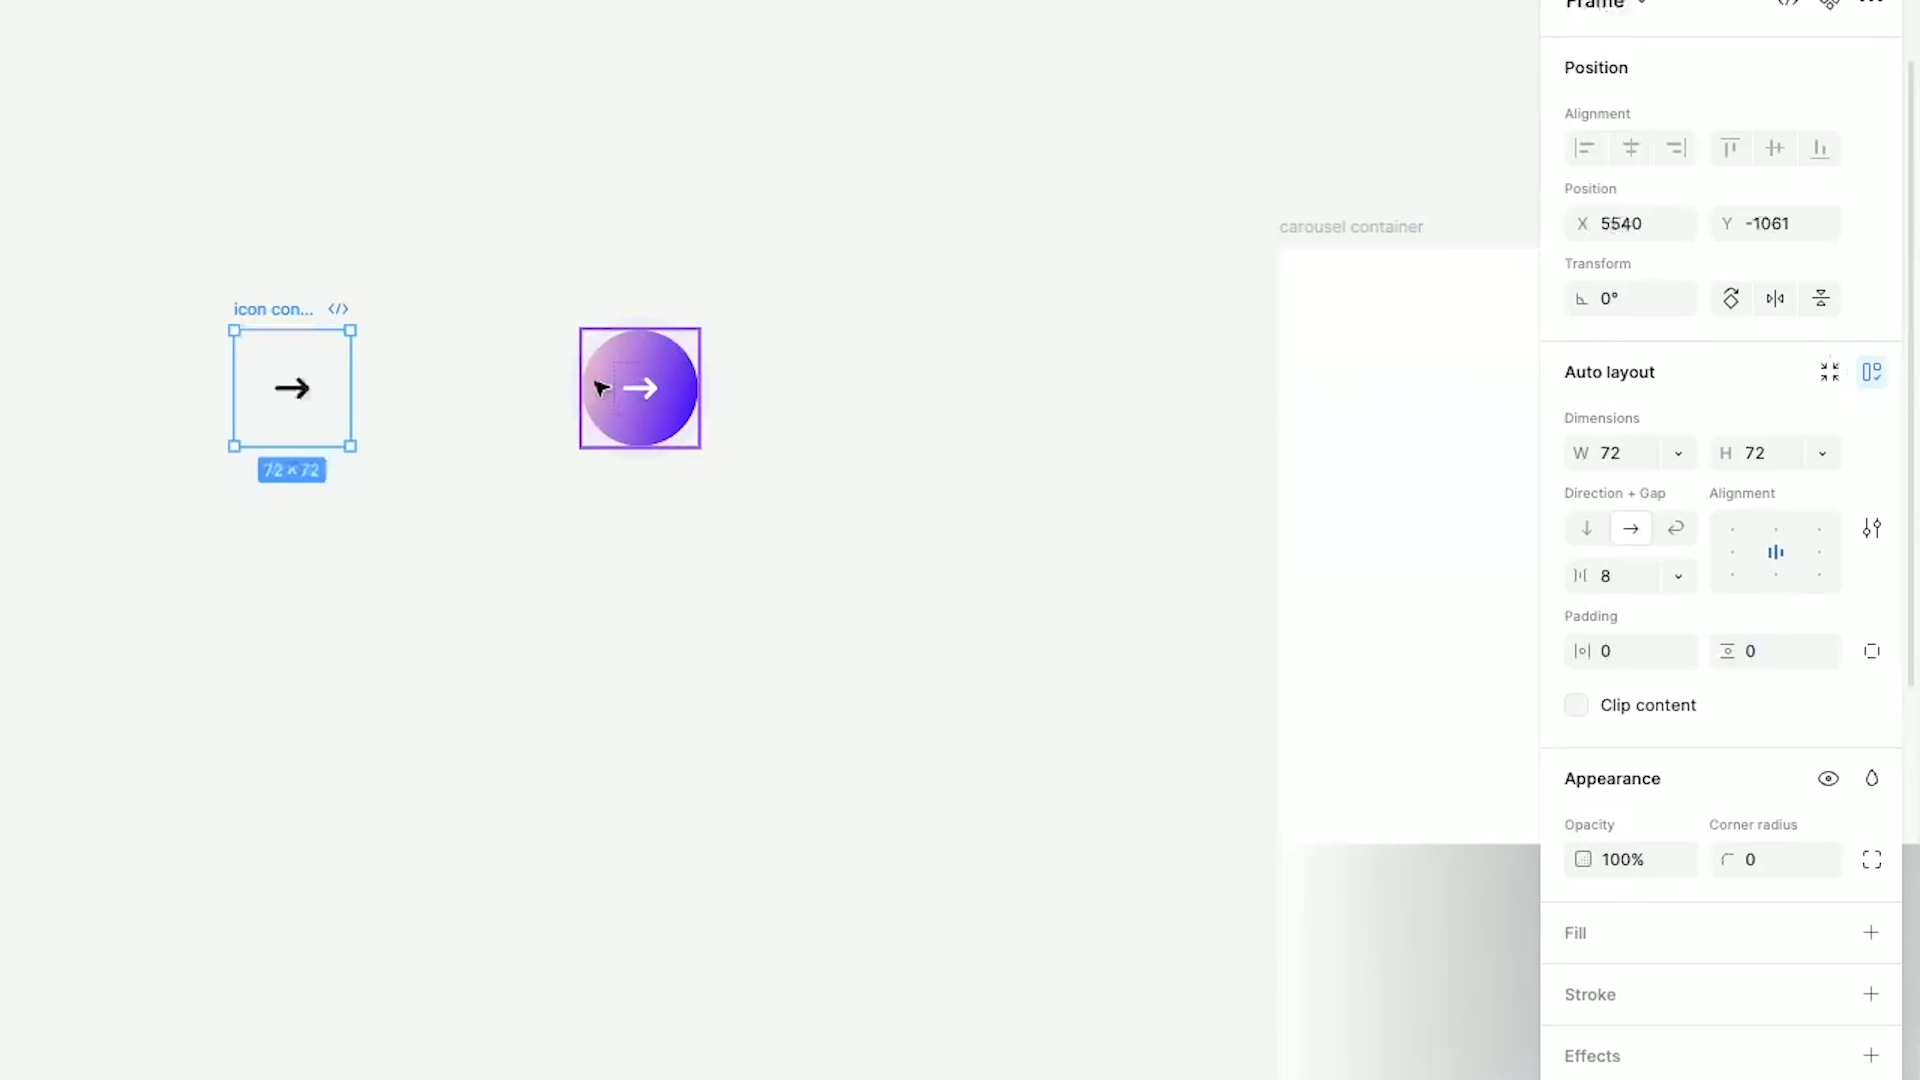 Frame
Position
Alignment
Position
X 5540
Y -1061
Transform
0°
carousel container
icon con...
72 × 72
Auto layout
Dimensions
W 72
H 72
Direction + Gap
Alignment
8
Padding
0
0
Clip content
Appearance
Opacity
Corner radius
100%
0
Fill
Stroke
Effects